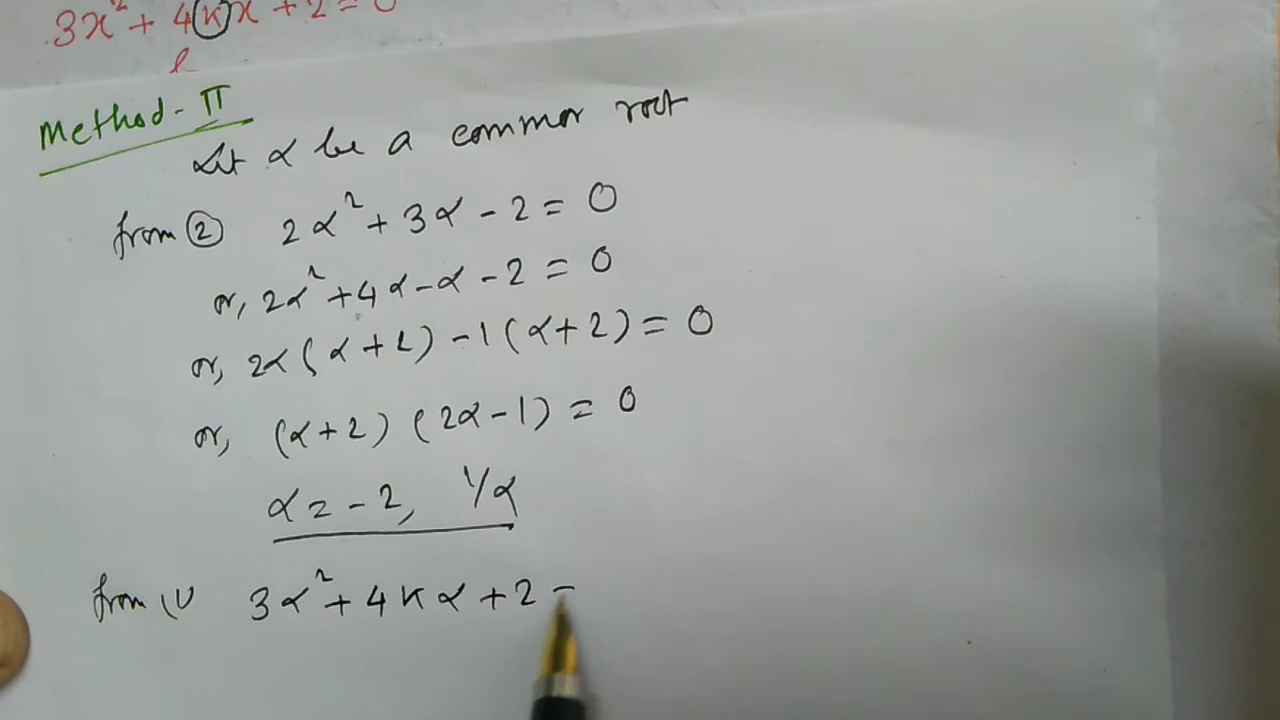 3x² + 4kx + 2 = 0
Method - II
Let α be a common root
from ② 2α² + 3α - 2 = 0
or, 2α² + 4α - α - 2 = 0
or, 2α(α + 2) - 1(α + 2) = 0
or, (α + 2) (2α - 1) = 0
α = -2, 1/α
from (1) 3α² + 4kα + 2 -